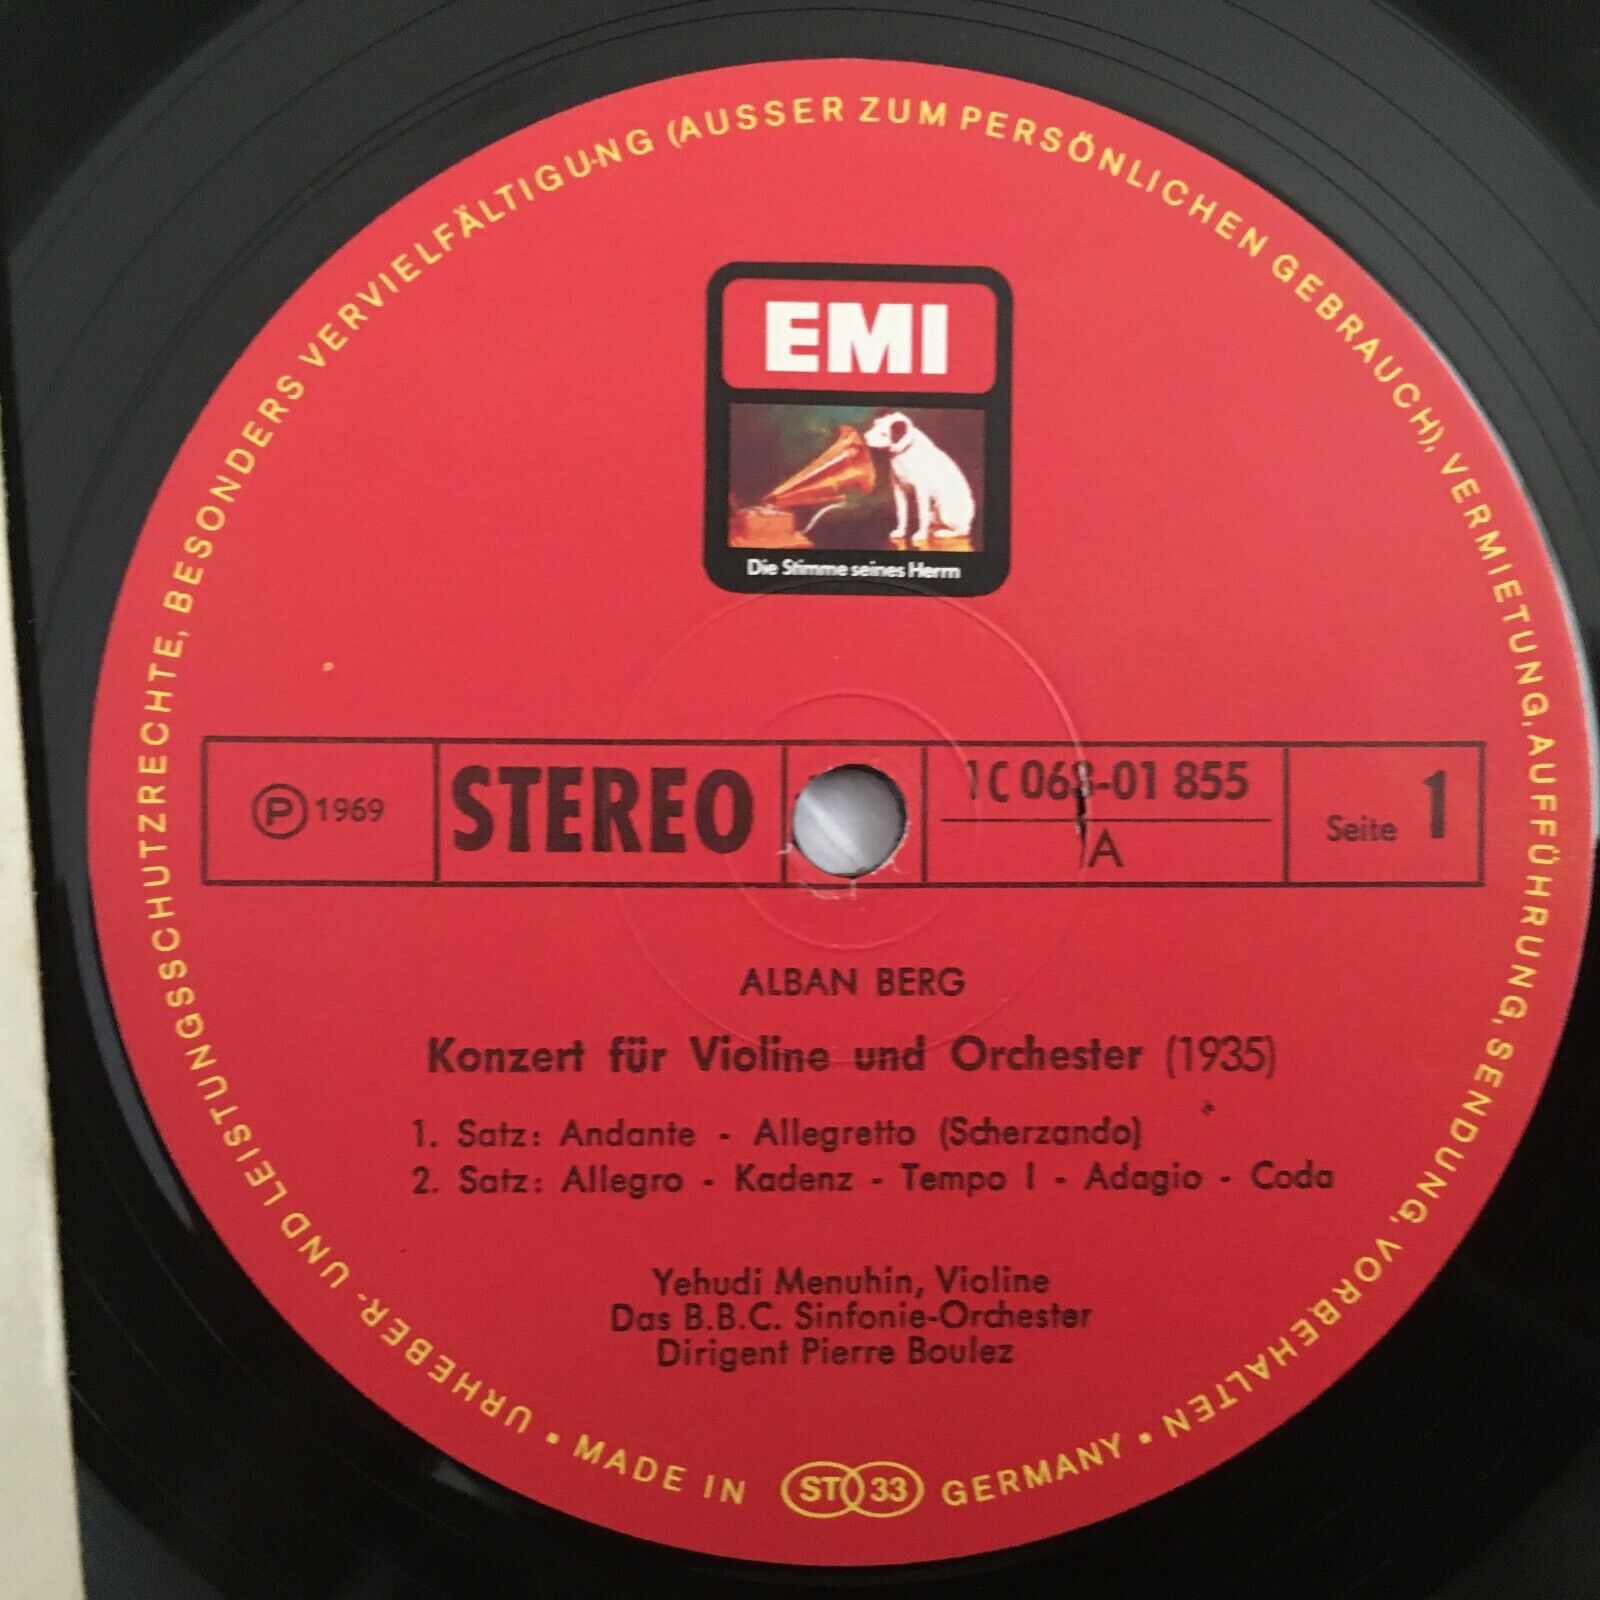 URHEBER- UND LEISTUNGSSCHUTZRECHTE, BESONDERS VERVIELFÄLTIGUNG (AUSSER ZUM PERSÖNLICHEN GEBRAUCH), VERMIETUNG, AUFFÜHRUNG, SENDUNG, VORBEHALTEN •
EMI
Die Stimme seines Herrn
Ⓟ 1969
STEREO
1C 063-01 855
A
Seite 1
ALBAN BERG
Konzert für Violine und Orchester (1935)
1. Satz: Andante - Allegretto (Scherzando)
2. Satz: Allegro - Kadenz - Tempo I - Adagio - Coda
Yehudi Menuhin, Violine
Das B.B.C. Sinfonie-Orchester
Dirigent Pierre Boulez
• MADE IN ST 33 GERMANY